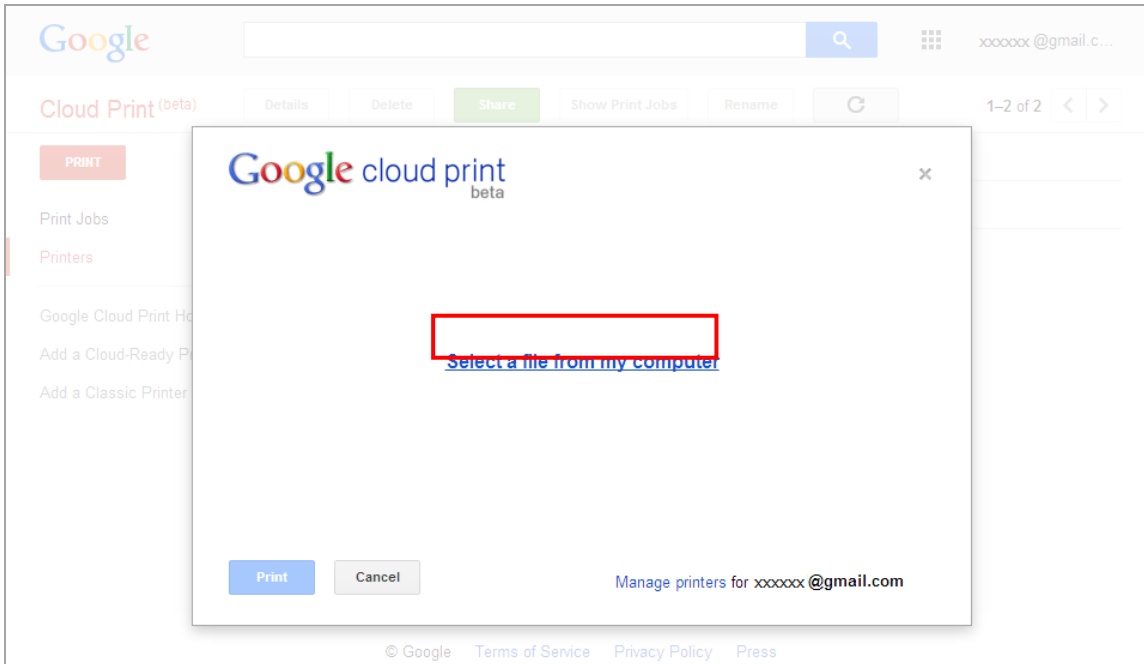 Google
xxxxxx @gmail.c...
Cloud Print (beta)
Details
Delete
Share
Show Print Jobs
Rename
1–2 of 2
PRINT
Google cloud print
beta
Print Jobs
Printers
Google Cloud Print Ho
Add a Cloud-Ready Pr
Add a Classic Printer
Select a file from my computer
Print
Cancel
Manage printers for xxxxxx @gmail.com
© Google Terms of Service Privacy Policy Press